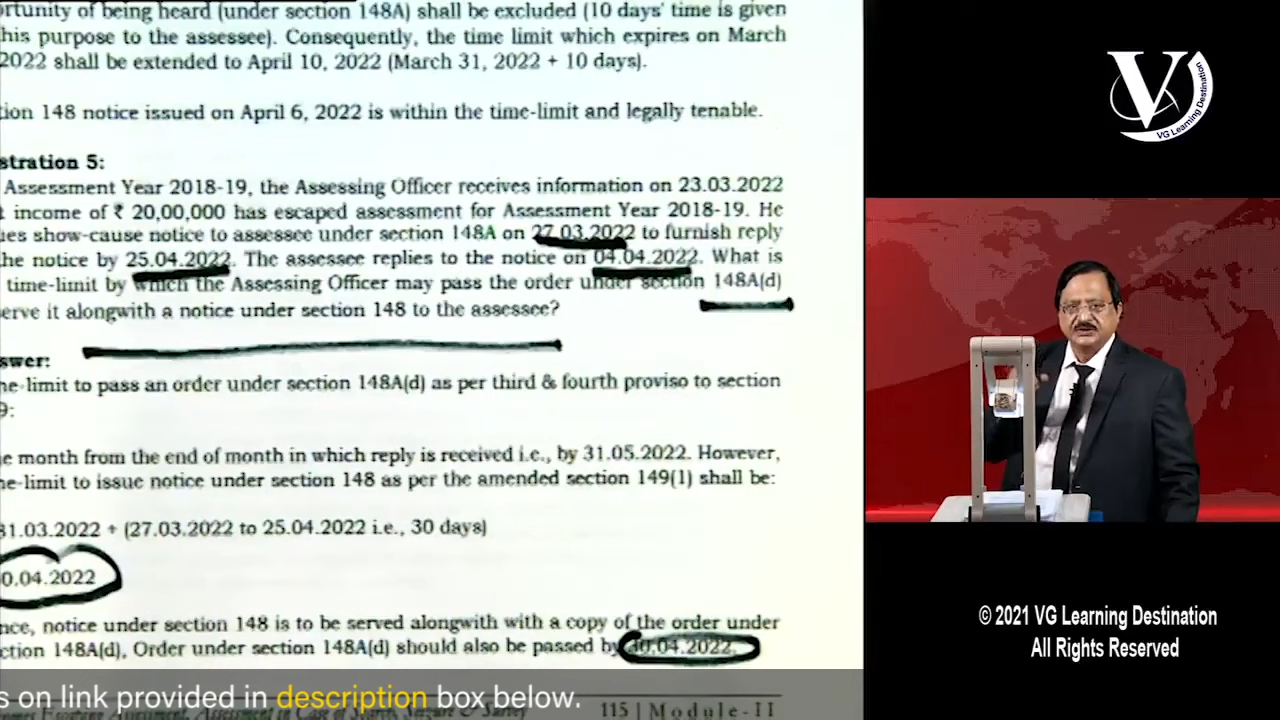 rtunity of being heard (under section 148A) shall be excluded (10 days' time is given
his purpose to the assessee). Consequently, the time limit which expires on March
2022 shall be extended to April 10, 2022 (March 31, 2022 + 10 days).
tion 148 notice issued on April 6, 2022 is within the time-limit and legally tenable.
stration 5:
Assessment Year 2018-19, the Assessing Officer receives information on 23.03.2022
t income of ₹ 20,00,000 has escaped assessment for Assessment Year 2018-19. He
ues show-cause notice to assessee under section 148A on 27.03.2022 to furnish reply
he notice by 25.04.2022. The assessee replies to the notice on 04.04.2022. What is
time-limit by which the Assessing Officer may pass the order under section 148A(d)
erve it alongwith a notice under section 148 to the assessee?
swer:
ne-limit to pass an order under section 148A(d) as per third & fourth proviso to section
9:
e month from the end of month in which reply is received i.e., by 31.05.2022. However,
ne-limit to issue notice under section 148 as per the amended section 149(1) shall be:
31.03.2022 + (27.03.2022 to 25.04.2022 i.e., 30 days)
0.04.2022
nce, notice under section 148 is to be served alongwith with a copy of the order under
ction 148A(d), Order under section 148A(d) should also be passed by 30.04.2022.
s on link provided in description box below.
Assessment in Case of Search, Seizure & Survey 115 | Module-II
V
VG Learning Destination
© 2021 VG Learning Destination
All Rights Reserved